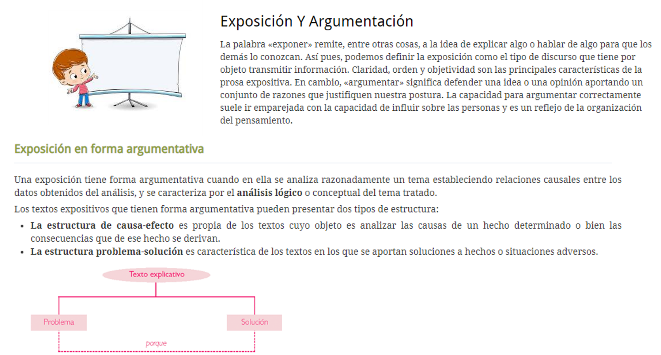 Exposición Y Argumentación
La palabra «exponer» remite, entre otras cosas, a la idea de explicar algo o hablar de algo para que los
demás lo conozcan. Así pues, podemos definir la exposición como el tipo de discurso que tiene por
objeto transmitir información. Claridad, orden y objetividad son las principales características de la
prosa expositiva. En cambio, «argumentar» significa defender una idea o una opinión aportando un
conjunto de razones que justifiquen nuestra postura. La capacidad para argumentar correctamente
suele ir emparejada con la capacidad de influir sobre las personas y es un reflejo de la organización
del pensamiento.
Exposición en forma argumentativa
Una exposición tiene forma argumentativa cuando en ella se analiza razonadamente un tema estableciendo relaciones causales entre los
datos obtenidos del análisis, y se caracteriza por el análisis lógico o conceptual del tema tratado.
Los textos expositivos que tienen forma argumentativa pueden presentar dos tipos de estructura:
• La estructura de causa-efecto es propia de los textos cuyo objeto es analizar las causas de un hecho determinado o bien las
consecuencias que de ese hecho se derivan.
• La estructura problema-solución es característica de los textos en los que se aportan soluciones a hechos o situaciones adversos.
Texto explicativo
Problema
Solución
porque